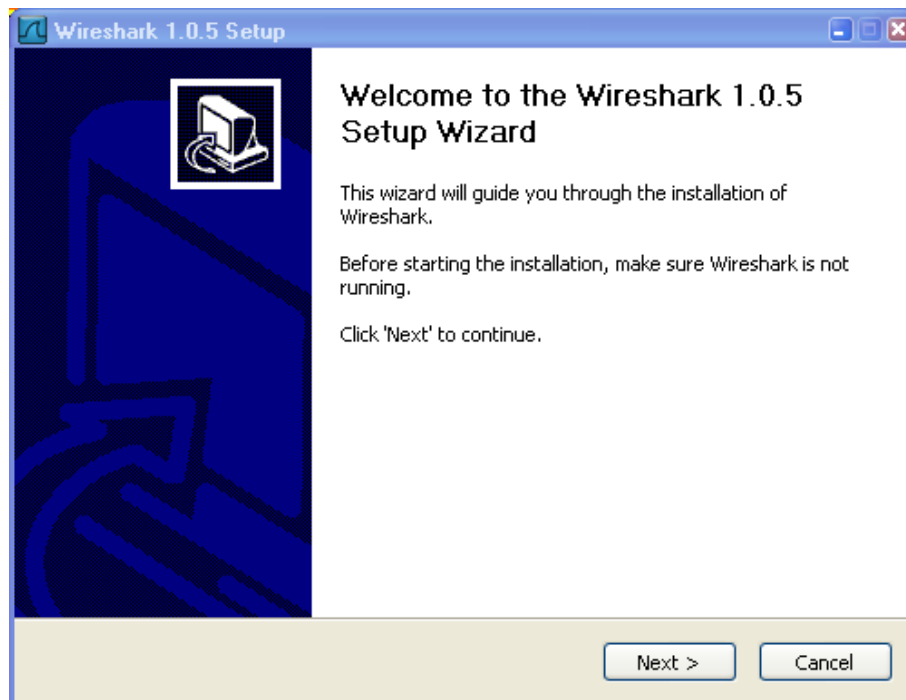 Wireshark 1.0.5 Setup
Welcome to the Wireshark 1.0.5
Setup Wizard
This wizard will guide you through the installation of
Wireshark.
Before starting the installation, make sure Wireshark is not
running.
Click 'Next' to continue.
Next >
Cancel